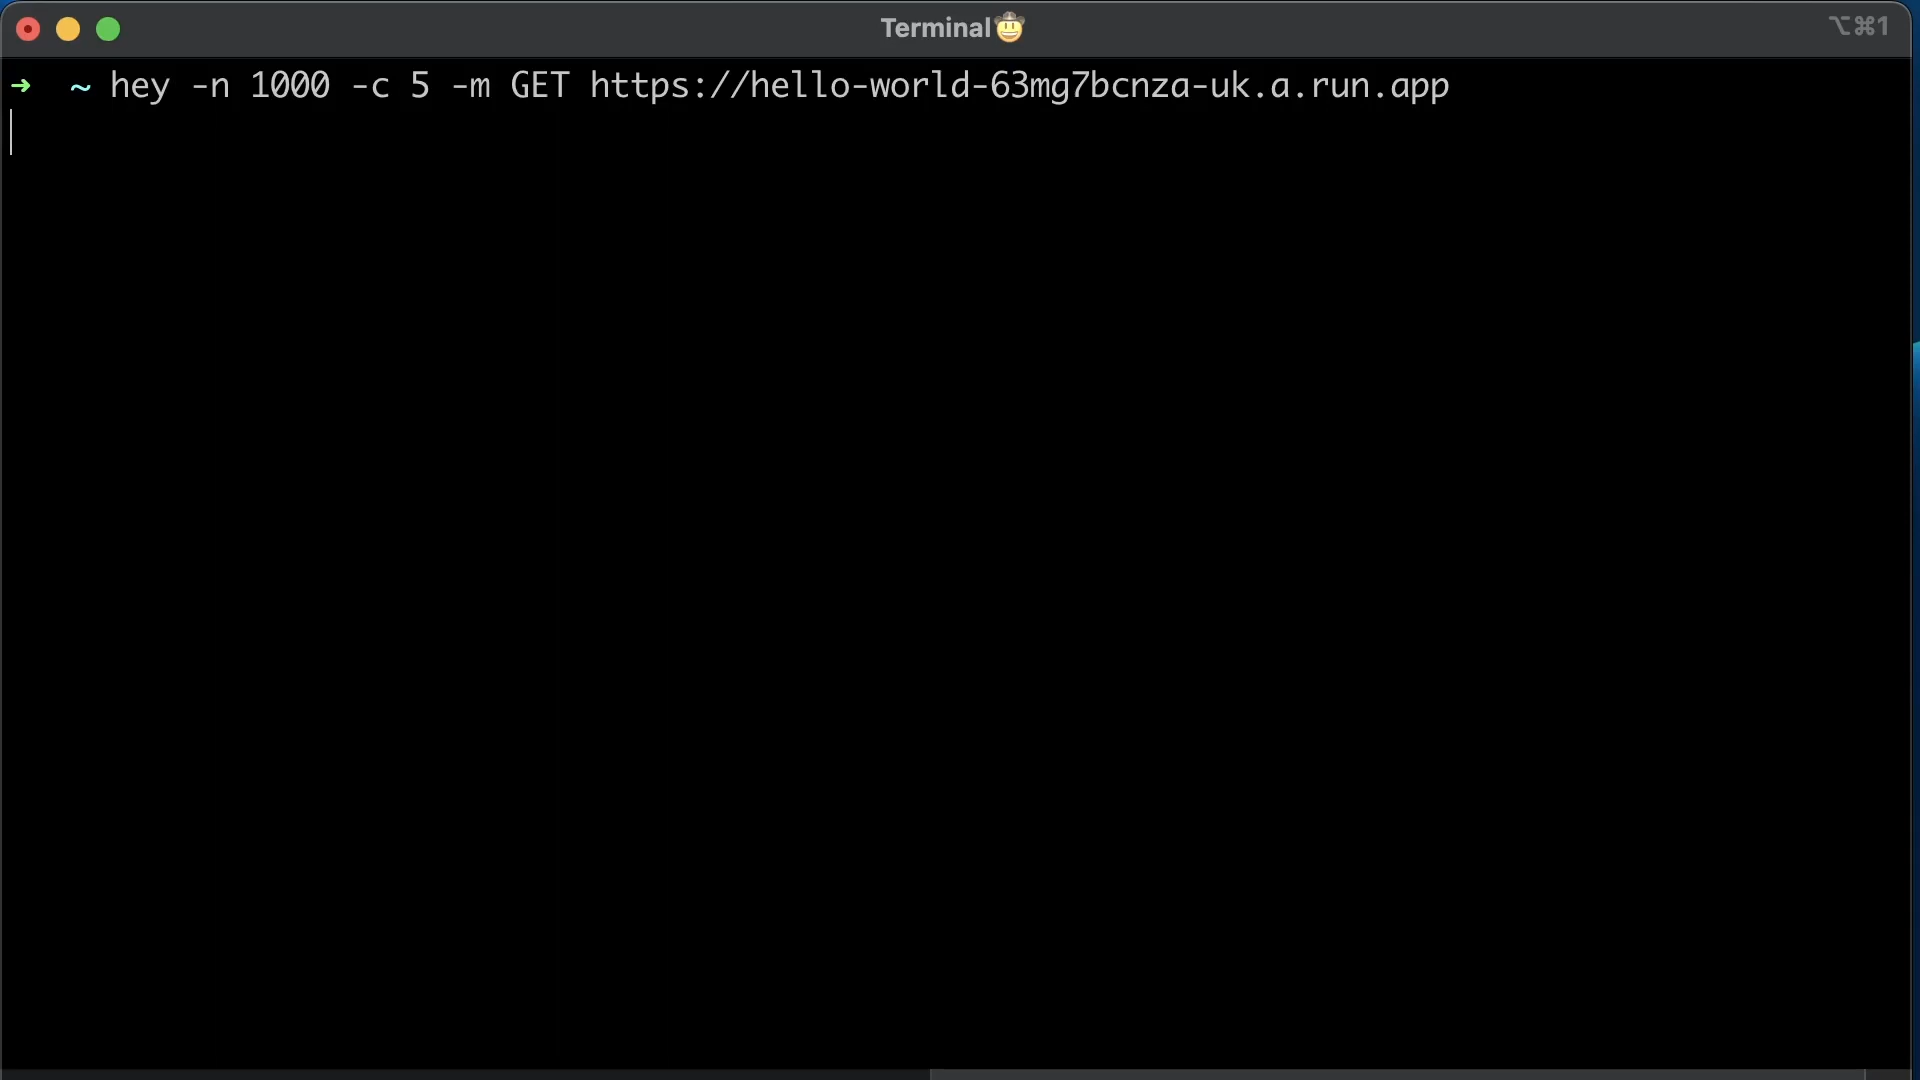 Terminal🤠
⌥⌘1
➜ ~ hey -n 1000 -c 5 -m GET https://hello-world-63mg7bcnza-uk.a.run.app